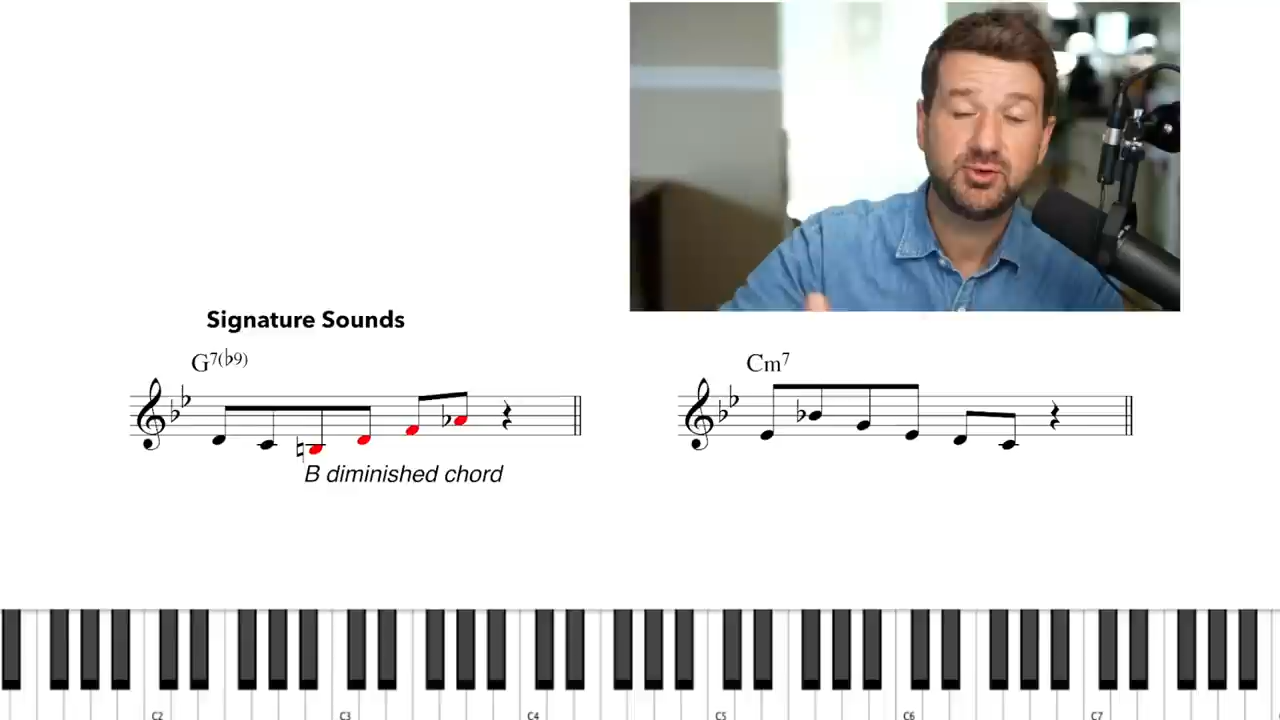 Signature Sounds
G7(♭9)
Cm7
B diminished chord
C2 C3 C4 C5 C6 C7